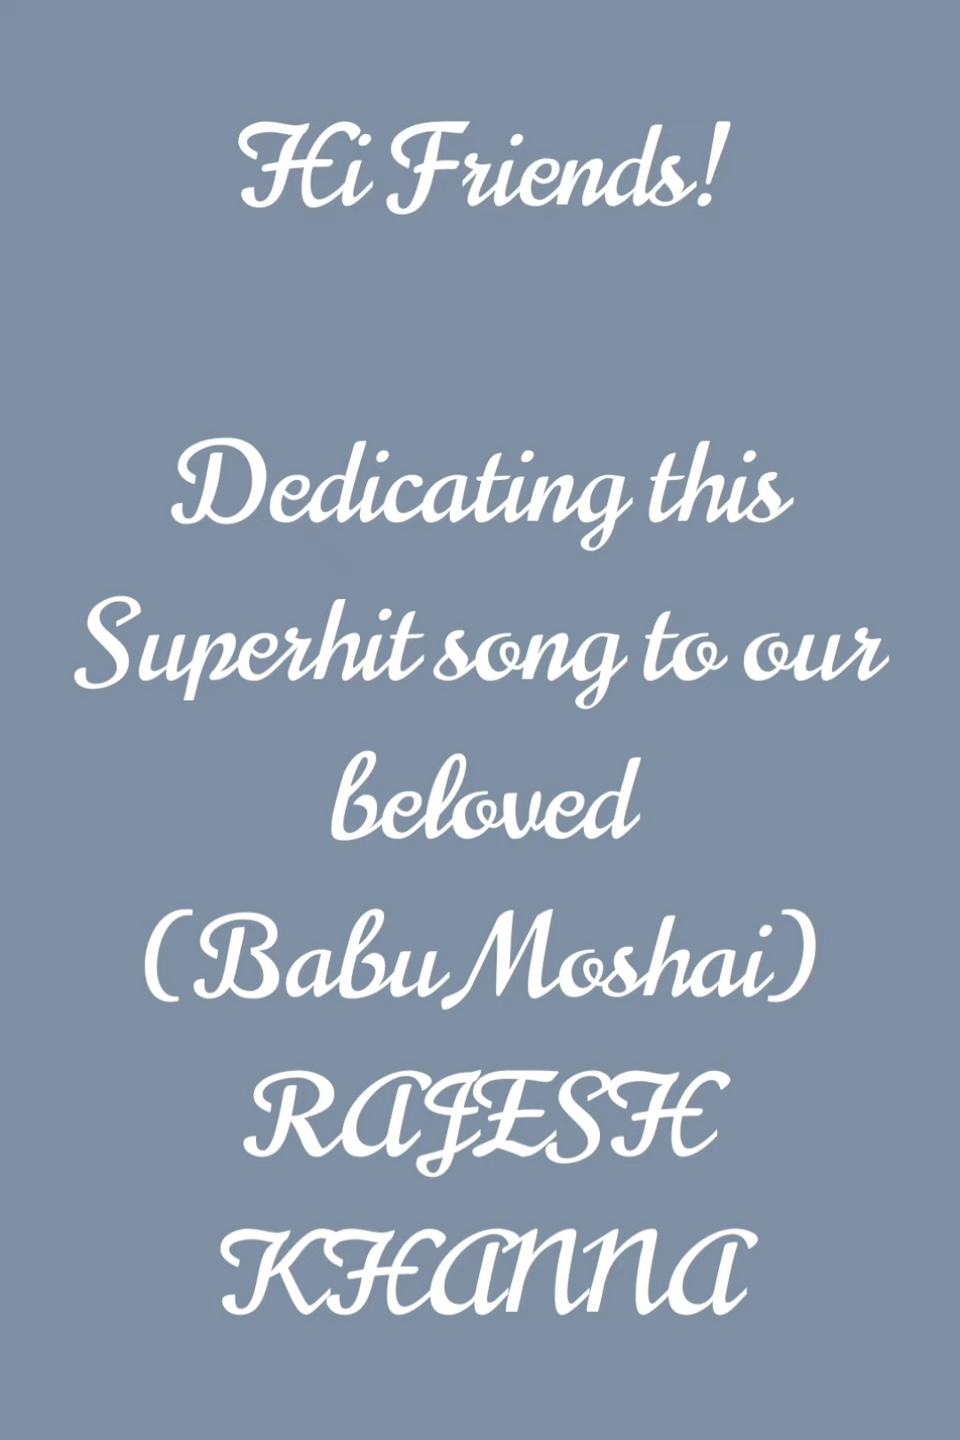 Hi Friends!
Dedicating this
Superhit song to our
beloved
(Babu Moshai)
RAJESH
KHANNA